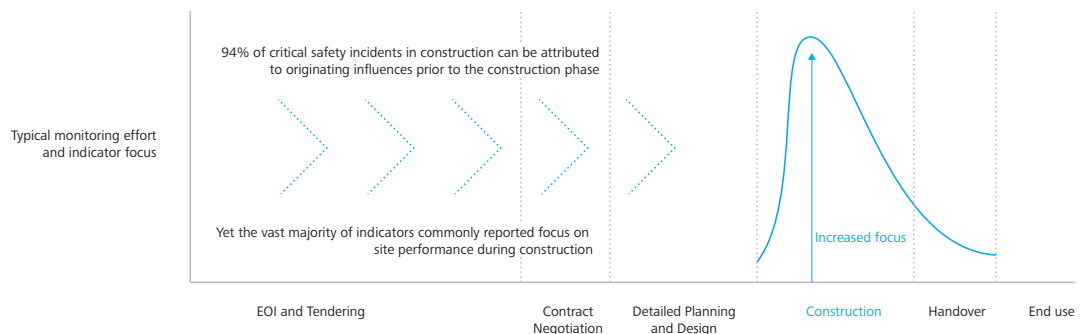 94% of critical safety incidents in construction can be attributed
to originating influences prior to the construction phase
Typical monitoring effort
and indicator focus
Yet the vast majority of indicators commonly reported focus on
site performance during construction
Increased focus
EOI and Tendering
Contract
Negotiation
Detailed Planning
and Design
Construction
Handover
End use